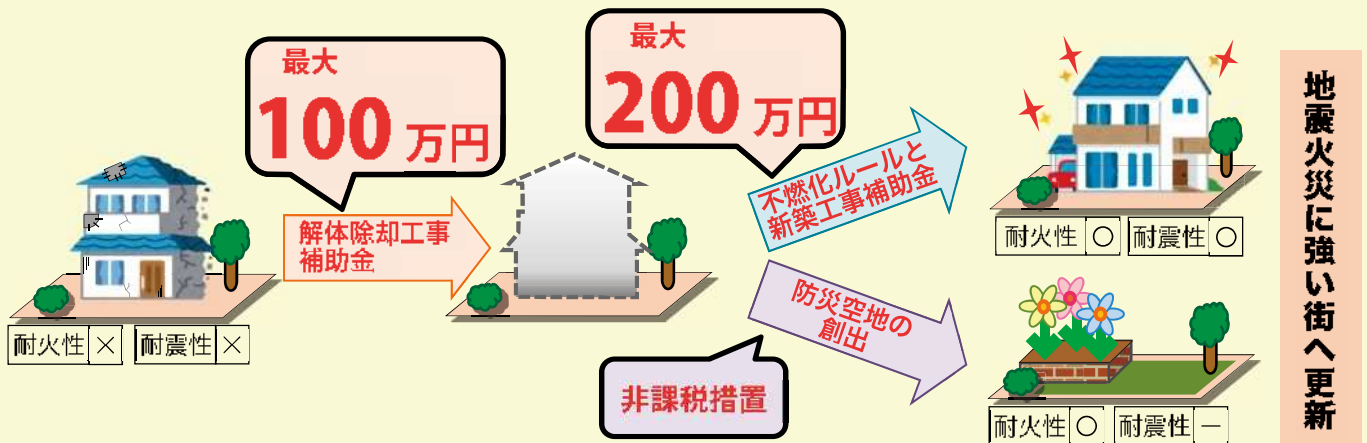 最大
100万円
最大
200万円
解体除却工事
補助金
不燃化ルールと
新築工事補助金
防災空地の
創出
非課税措置
耐火性 × 耐震性 ×
耐火性 ○ 耐震性 ○
耐火性 ○ 耐震性 －
地震火災に強い街へ更新